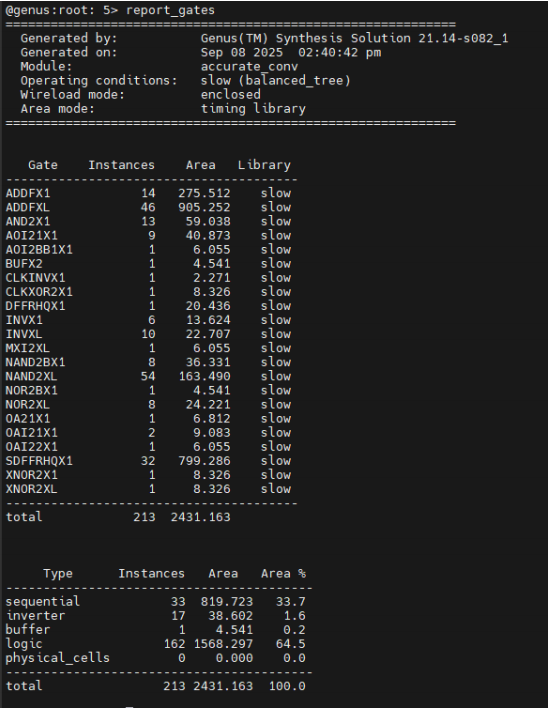 @genus:root: 5> report_gates
============================================================
  Generated by:           Genus(TM) Synthesis Solution 21.14-s082_1
  Generated on:           Sep 08 2025  02:40:42 pm
  Module:                 accurate_conv
  Operating conditions:   slow (balanced_tree)
  Wireload mode:          enclosed
  Area mode:              timing library
============================================================
   Gate    Instances    Area   Library
---------------------------------------
ADDFX1            14   275.512    slow
ADDFXL            46   905.252    slow
AND2X1            13    59.038    slow
AOI21X1            9    40.873    slow
AOI2BB1X1          1     6.055    slow
BUFX2              1     4.541    slow
CLKINVX1           1     2.271    slow
CLKXOR2X1          1     8.326    slow
DFFRHQX1           1    20.436    slow
INVX1              6    13.624    slow
INVXL             10    22.707    slow
MXI2XL             1     6.055    slow
NAND2BX1           8    36.331    slow
NAND2XL           54   163.490    slow
NOR2BX1            1     4.541    slow
NOR2XL             8    24.221    slow
OA21X1             1     6.812    slow
OAI21X1            2     9.083    slow
OAI22X1            1     6.055    slow
SDFFRHQX1         32   799.286    slow
XNOR2X1            1     8.326    slow
XNOR2XL            1     8.326    slow
---------------------------------------
total            213  2431.163
     Type      Instances   Area   Area %
-----------------------------------------
sequential            33  819.723   33.7
inverter              17   38.602    1.6
buffer                 1    4.541    0.2
logic                162 1568.297   64.5
physical_cells         0    0.000    0.0
-----------------------------------------
total                213 2431.163  100.0